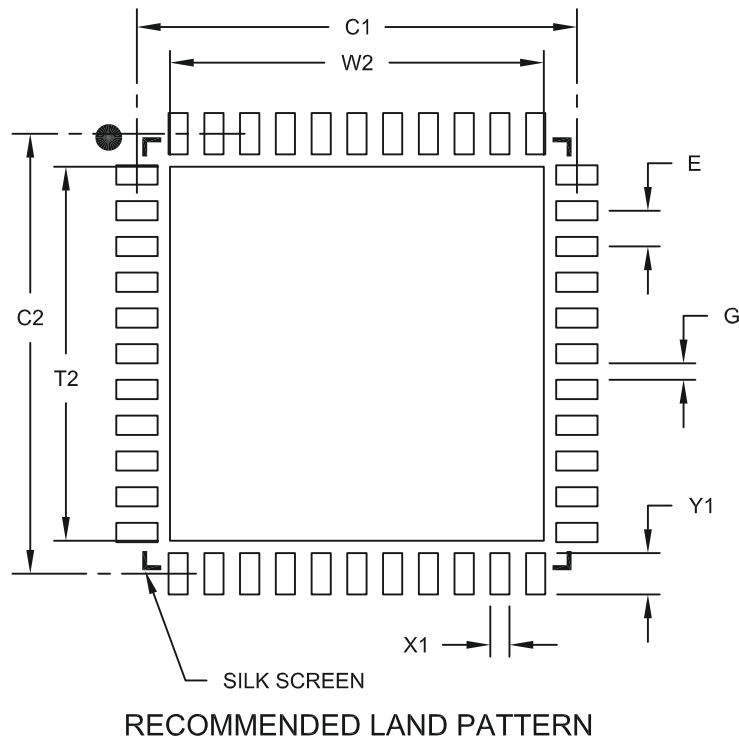 C1
W2
E
C2
G
T2
Y1
X1
SILK SCREEN
RECOMMENDED LAND PATTERN